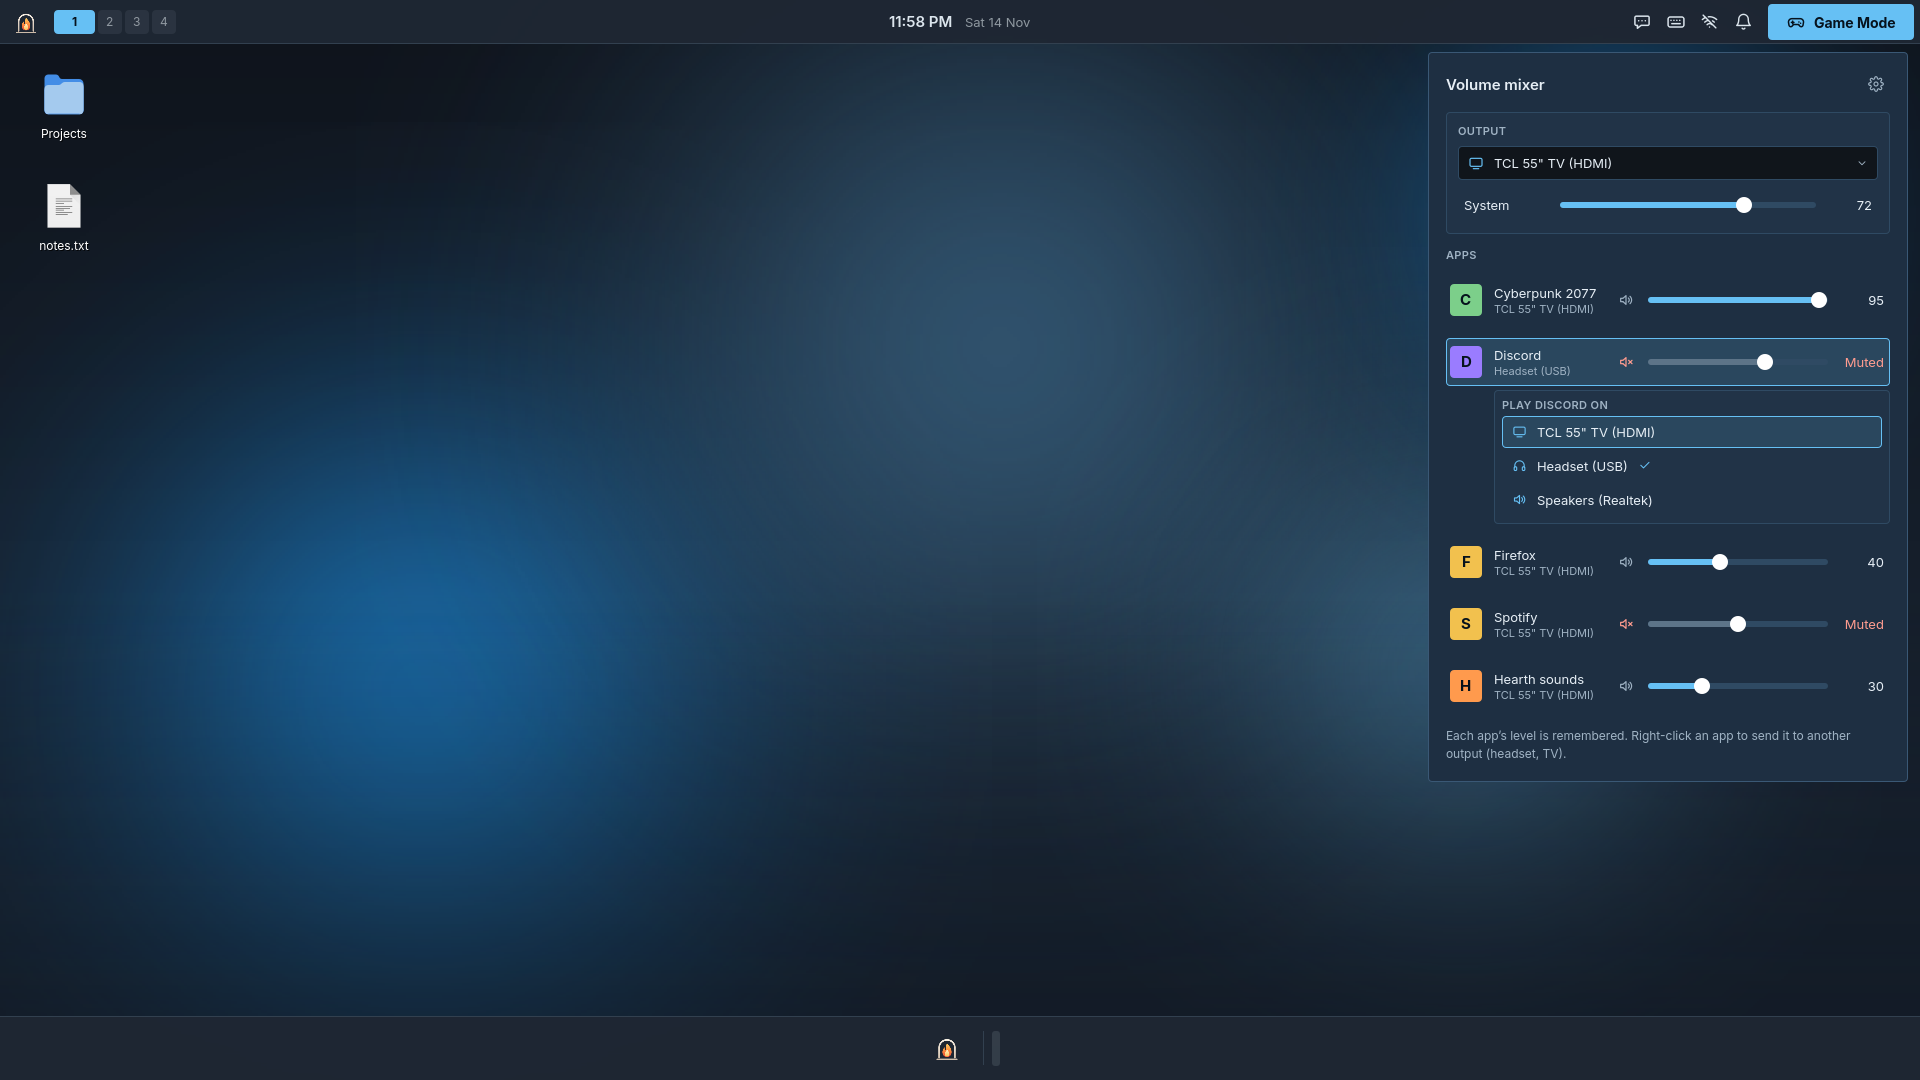 1 2 3 4
11:58 PM Sat 14 Nov
Game Mode
Projects
notes.txt
Volume mixer
OUTPUT
TCL 55" TV (HDMI)
System 72
APPS
C Cyberpunk 2077 95
TCL 55" TV (HDMI)
D Discord Muted
Headset (USB)
PLAY DISCORD ON
TCL 55" TV (HDMI)
Headset (USB)
Speakers (Realtek)
F Firefox 40
TCL 55" TV (HDMI)
S Spotify Muted
TCL 55" TV (HDMI)
H Hearth sounds 30
TCL 55" TV (HDMI)
Each app’s level is remembered. Right-click an app to send it to another
output (headset, TV).